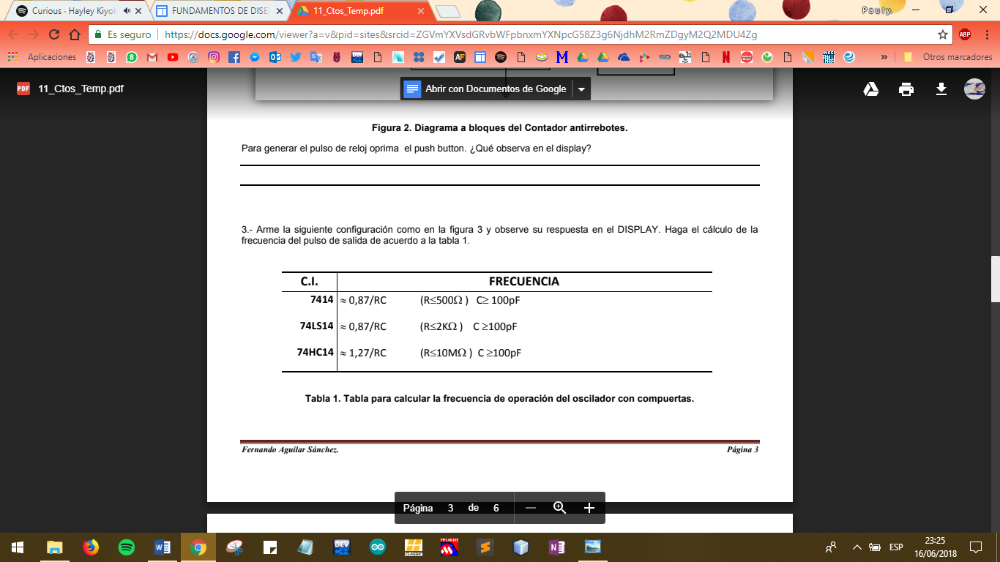 Curious - Hayley Kiyok
FUNDAMENTOS DE DISEÑ
11_Ctos_Temp.pdf
Pauly.
Es seguro
https://docs.google.com/viewer?a=v&pid=sites&srcid=ZGVmYXVsdGRvbWFpbnxmYXNpcG58Z3g6NjdhM2RmZDgyM2Q2MDU4Zg
ABP
Aplicaciones
Otros marcadores
PDF 11_Ctos_Temp.pdf
Abrir con Documentos de Google
Figura 2. Diagrama a bloques del Contador antirrebotes.
Para generar el pulso de reloj oprima el push button. ¿Qué observa en el display?
3.- Arme la siguiente configuración como en la figura 3 y observe su respuesta en el DISPLAY. Haga el cálculo de la
frecuencia del pulso de salida de acuerdo a la tabla 1.
C.I. FRECUENCIA
7414 ≈ 0,87/RC (R≤500Ω ) C≥ 100pF
74LS14 ≈ 0,87/RC (R≤2KΩ ) C ≥100pF
74HC14 ≈ 1,27/RC (R≤10MΩ ) C ≥100pF
Tabla 1. Tabla para calcular la frecuencia de operación del oscilador con compuertas.
Fernando Aguilar Sánchez. Página 3
Página 3 de 6
ESP
23:25
16/06/2018